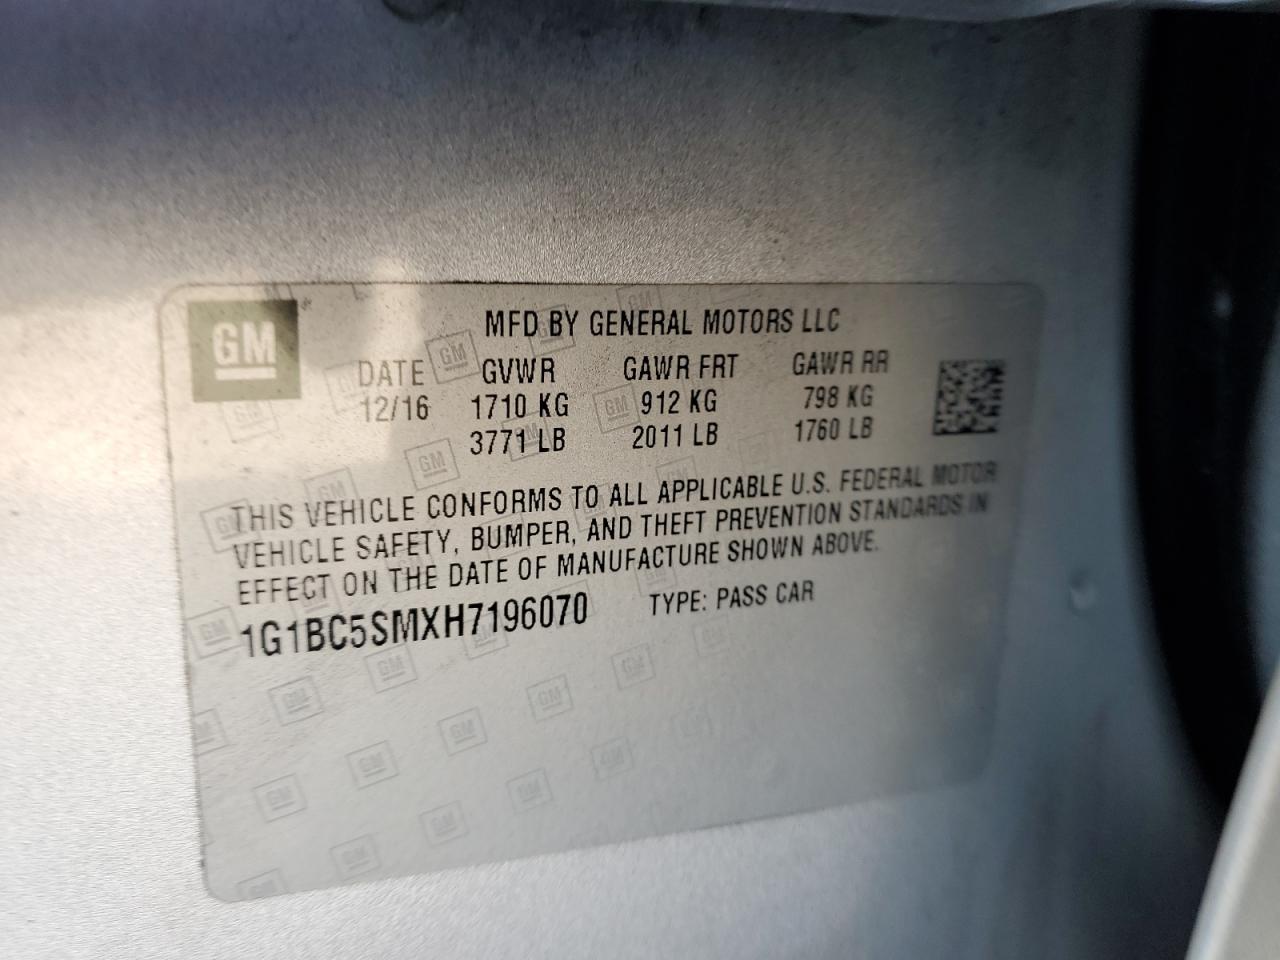 GM
MFD BY GENERAL MOTORS LLC
DATE GVWR GAWR FRT GAWR RR
12/16 1710 KG 912 KG 798 KG
3771 LB 2011 LB 1760 LB
THIS VEHICLE CONFORMS TO ALL APPLICABLE U.S. FEDERAL MOTOR
VEHICLE SAFETY, BUMPER, AND THEFT PREVENTION STANDARDS IN
EFFECT ON THE DATE OF MANUFACTURE SHOWN ABOVE.
1G1BC5SMXH7196070 TYPE: PASS CAR